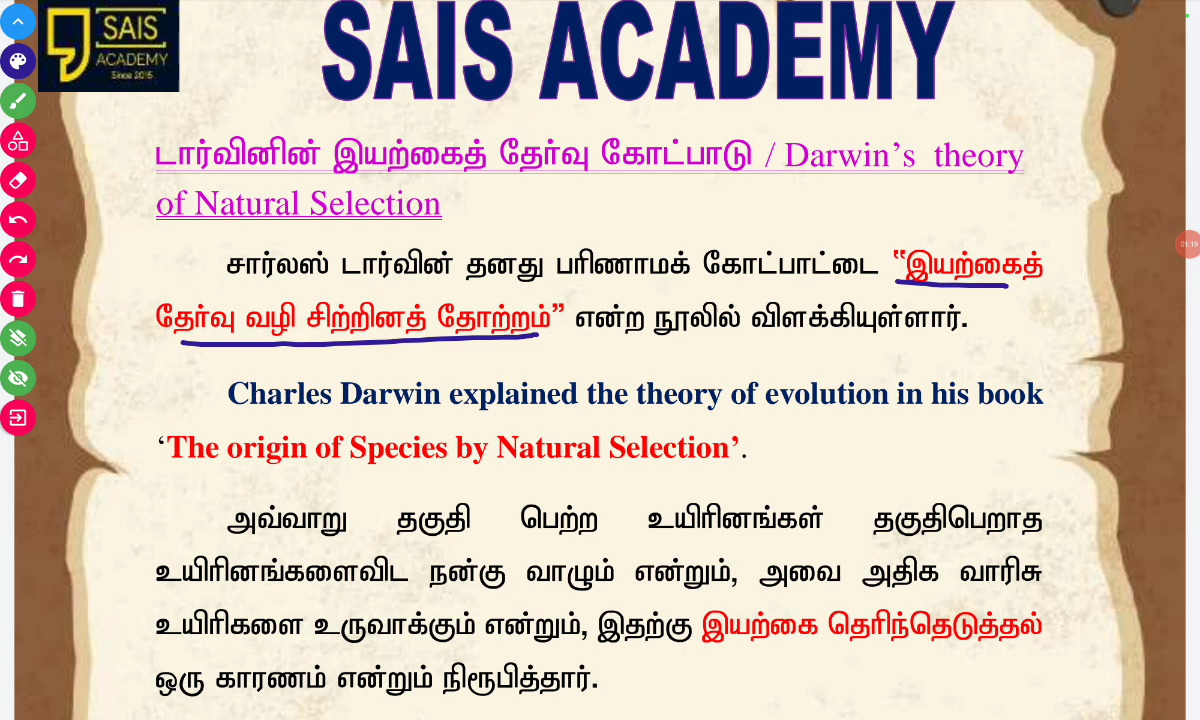 SAIS
ACADEMY
Since 2015
SAIS ACADEMY
டார்வினின் இயற்கைத் தேர்வு கோட்பாடு / Darwin's theory
of Natural Selection
சார்லஸ் டார்வின் தனது பரிணாமக் கோட்பாட்டை “இயற்கைத்
தேர்வு வழி சிற்றினத் தோற்றம்” என்ற நூலில் விளக்கியுள்ளார்.
Charles Darwin explained the theory of evolution in his book
‘The origin of Species by Natural Selection’.
அவ்வாறு தகுதி பெற்ற உயிரினங்கள் தகுதிபெறாத
உயிரினங்களைவிட நன்கு வாழும் என்றும், அவை அதிக வாரிசு
உயிரிகளை உருவாக்கும் என்றும், இதற்கு இயற்கை தெரிந்தெடுத்தல்
ஒரு காரணம் என்றும் நிரூபித்தார்.
01:19